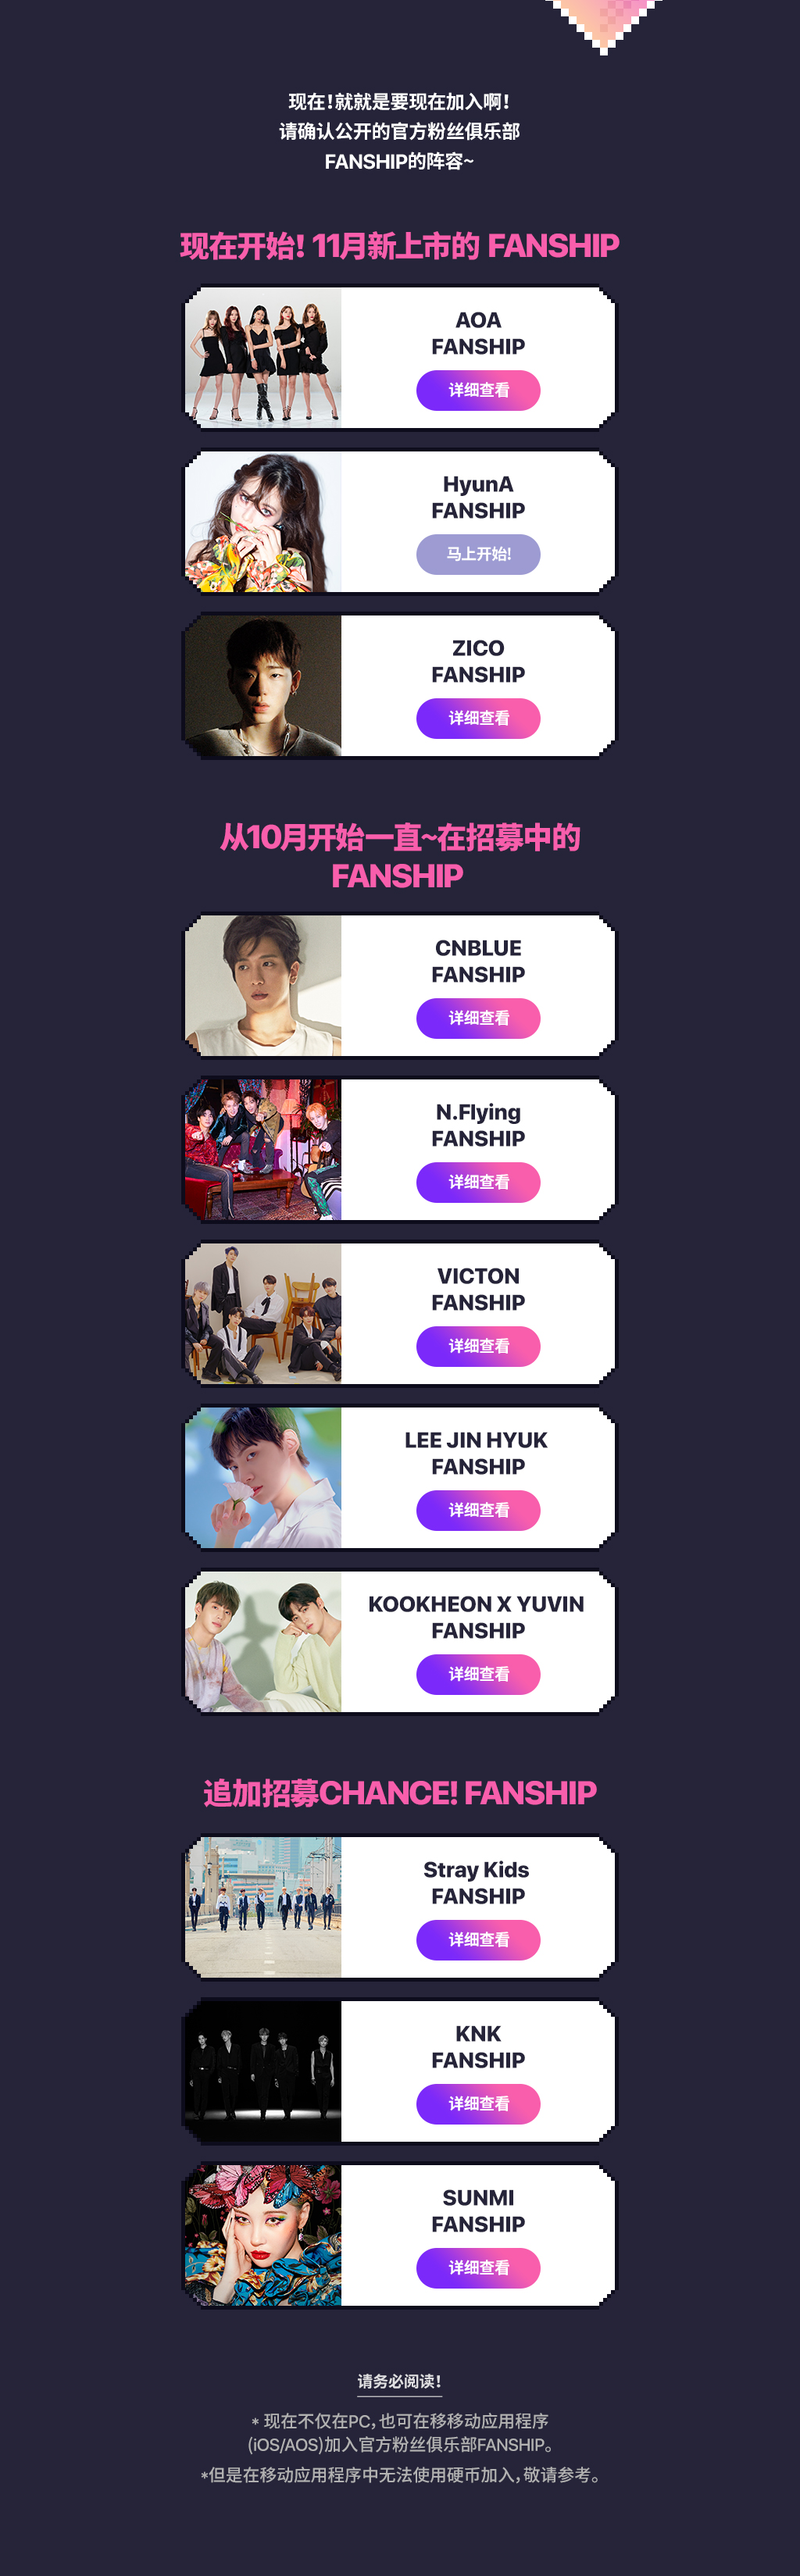 现在!就就是要现在加入啊!
请确认公开的官方粉丝俱乐部
FANSHIP的阵容~
现在开始! 11月新上市的 FANSHIP
AOA
FANSHIP
详细查看
HyunA
FANSHIP
马上开始!
ZICO
FANSHIP
详细查看
从10月开始一直~在招募中的
FANSHIP
CNBLUE
FANSHIP
详细查看
N.Flying
FANSHIP
详细查看
VICTON
FANSHIP
详细查看
LEE JIN HYUK
FANSHIP
详细查看
KOOKHEON X YUVIN
FANSHIP
详细查看
追加招募CHANCE! FANSHIP
Stray Kids
FANSHIP
详细查看
KNK
FANSHIP
详细查看
SUNMI
FANSHIP
详细查看
请务必阅读!
* 现在不仅在PC,也可在移移动应用程序
(iOS/AOS)加入官方粉丝俱乐部FANSHIP。
*但是在移动应用程序中无法使用硬币加入,敬请参考。